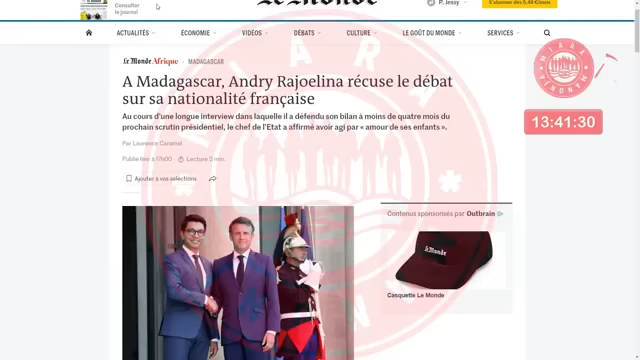 Consulter
le journal
Le Monde
P. Jessy
S'abonner dès 0,49 €/mois
ACTUALITÉS
ÉCONOMIE
VIDÉOS
DÉBATS
CULTURE
LE GOÛT DU MONDE
SERVICES
Le Monde Afrique • MADAGASCAR
MIARA
MANONJA
13:41:30
A Madagascar, Andry Rajoelina récuse le débat
sur sa nationalité française
Au cours d'une longue interview dans laquelle il a défendu son bilan à moins de quatre mois du
prochain scrutin présidentiel, le chef de l'Etat a affirmé avoir agi par « amour de ses enfants ».
Par Laurence Caramel
Publié hier à 17h00
Lecture 2 min.
Ajouter à vos sélections
Contenus sponsorisés par Outbrain
Le Monde
Casquette Le Monde